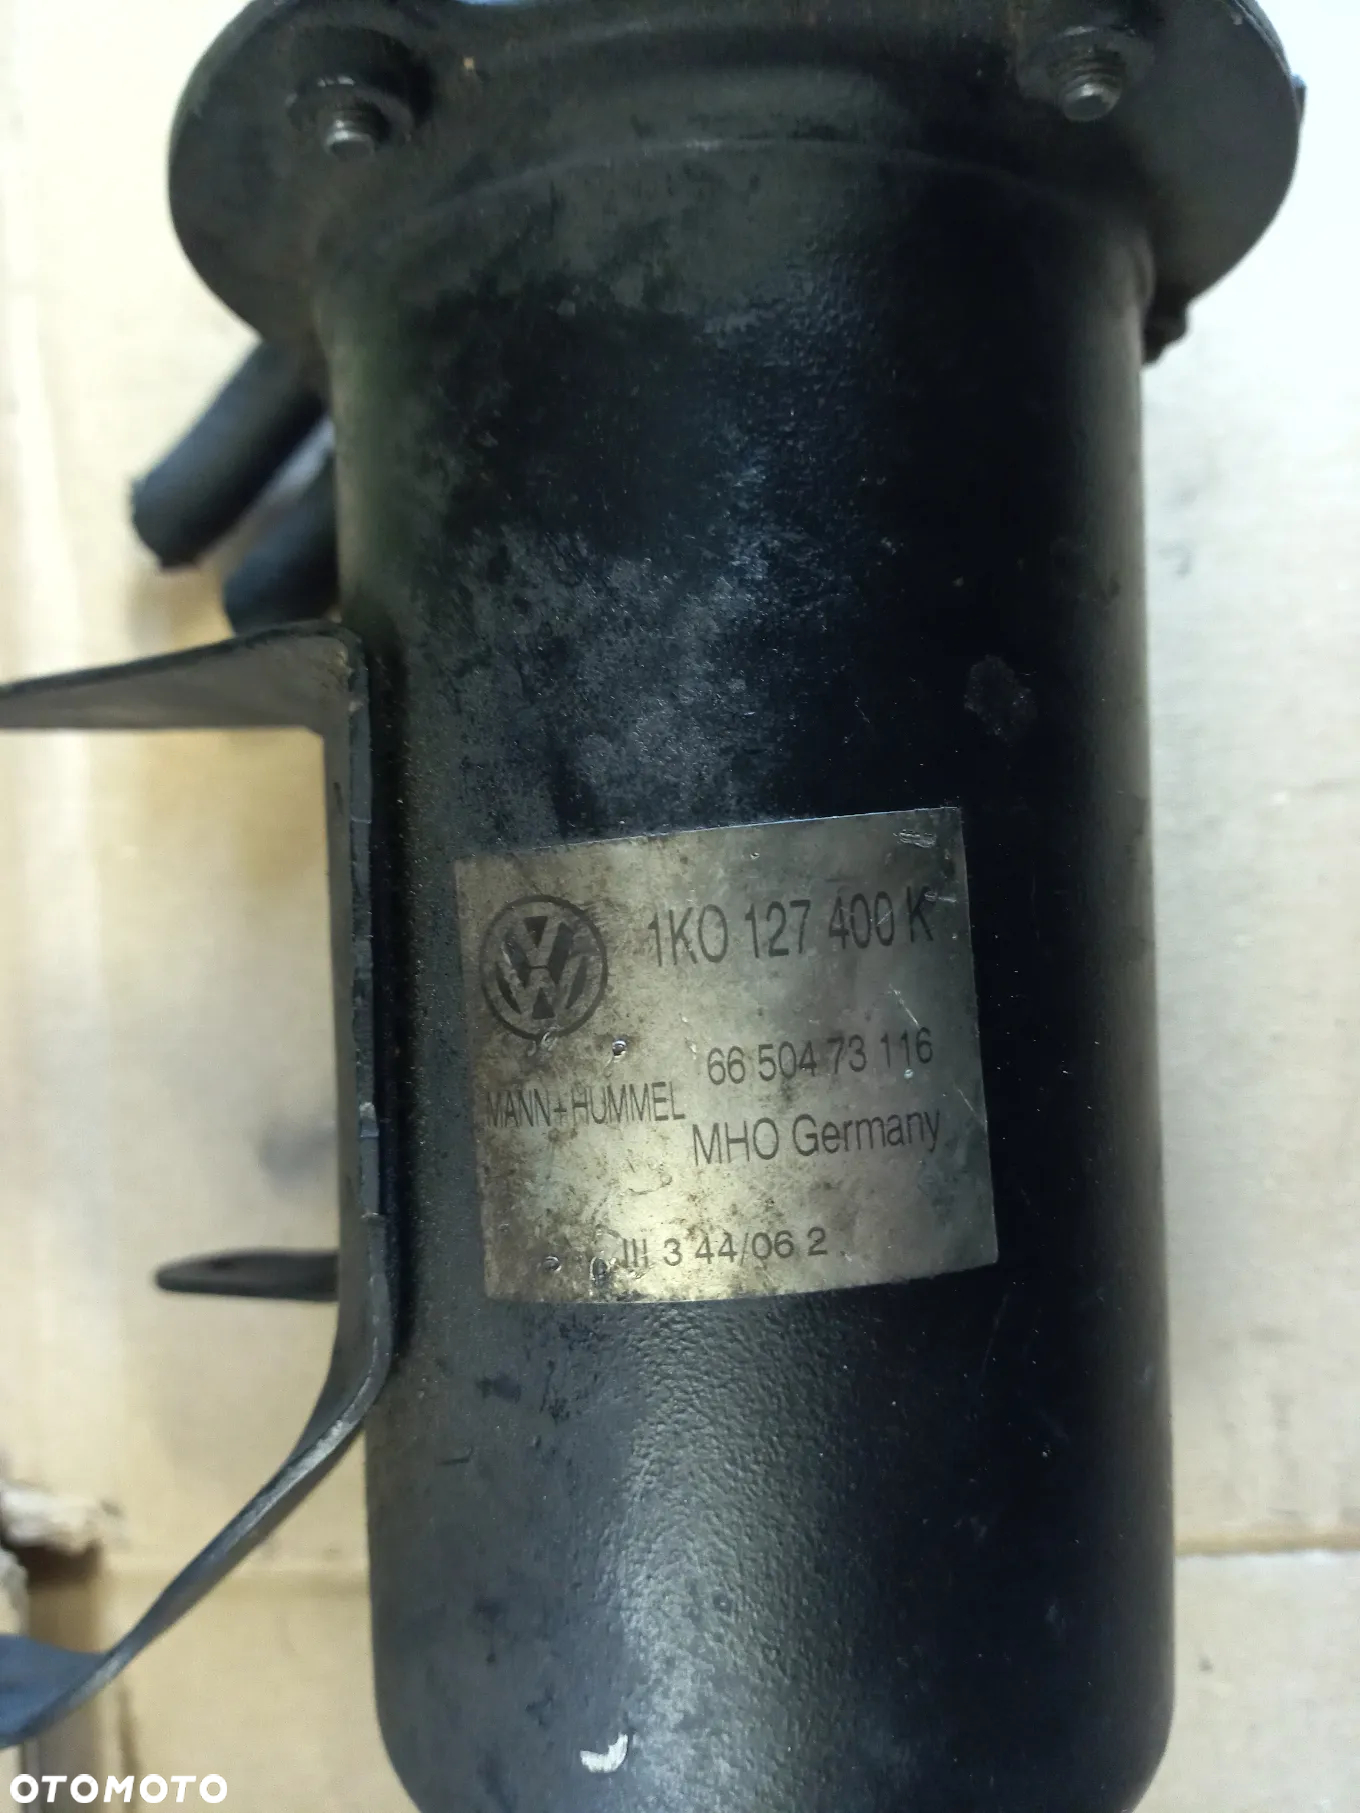 1K0 127 400 K
66 504 73 116
MANN+HUMMEL
MHO Germany
III 3 44/06 2
OTOMOTO